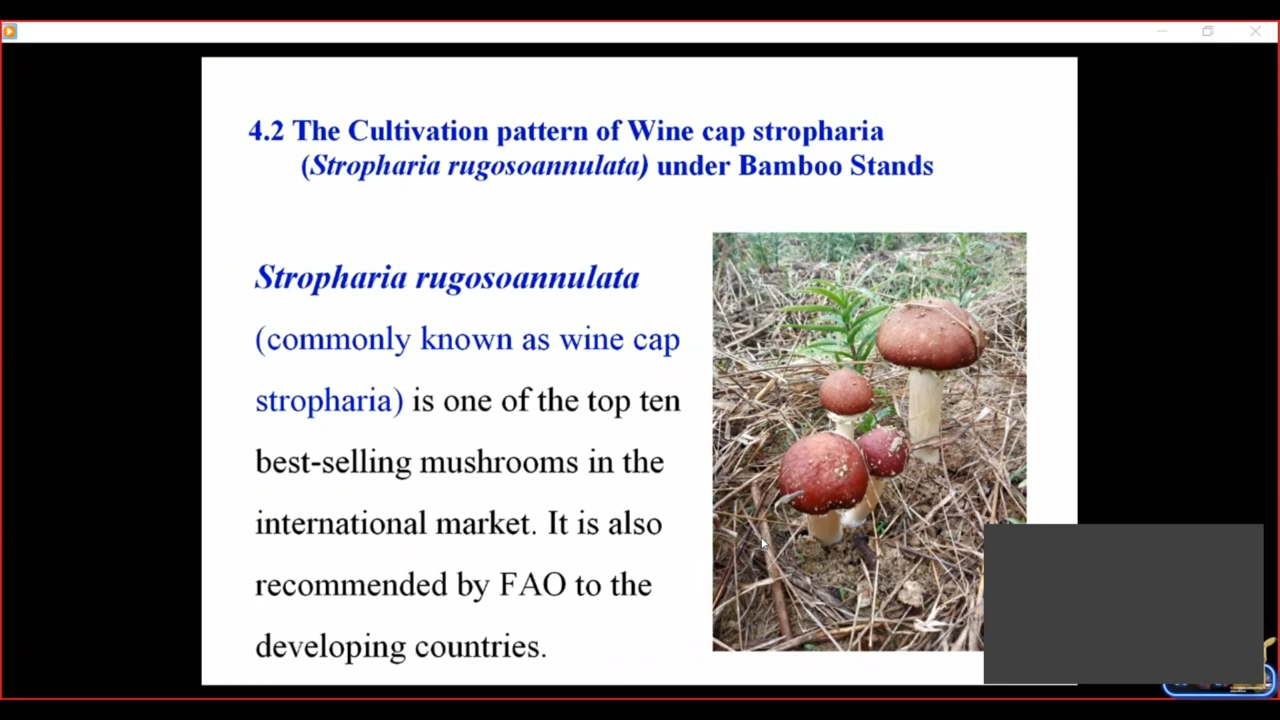 4.2 The Cultivation pattern of Wine cap stropharia
(Stropharia rugosoannulata) under Bamboo Stands
Stropharia rugosoannulata
(commonly known as wine cap
stropharia) is one of the top ten
best-selling mushrooms in the
international market. It is also
recommended by FAO to the
developing countries.